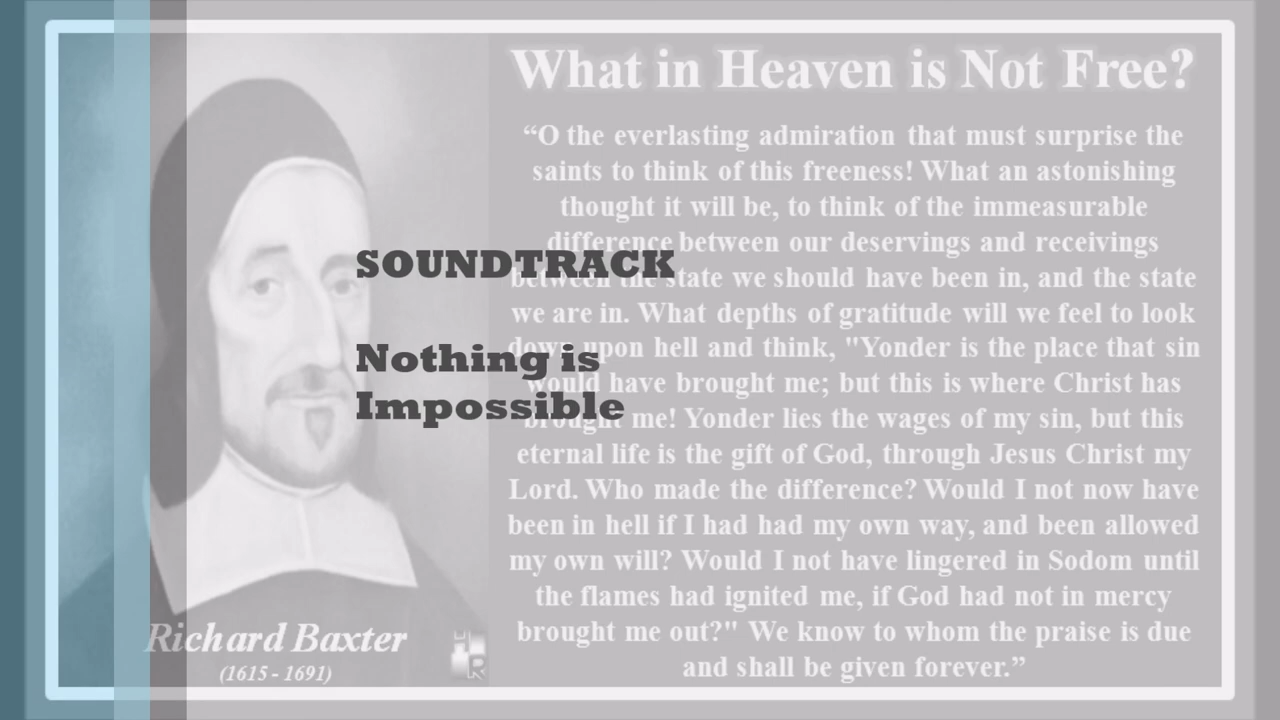 What in Heaven is Not Free?
“O the everlasting admiration that must surprise the
saints to think of this freeness! What an astonishing
thought it will be, to think of the immeasurable
difference between our deservings and receivings
between the state we should have been in, and the state
we are in. What depths of gratitude will we feel to look
down upon hell and think, "Yonder is the place that sin
would have brought me; but this is where Christ has
brought me! Yonder lies the wages of my sin, but this
eternal life is the gift of God, through Jesus Christ my
Lord. Who made the difference? Would I not now have
been in hell if I had had my own way, and been allowed
my own will? Would I not have lingered in Sodom until
the flames had ignited me, if God had not in mercy
brought me out?" We know to whom the praise is due
and shall be given forever.”
SOUNDTRACK
Nothing is
Impossible
Richard Baxter
(1615 - 1691)